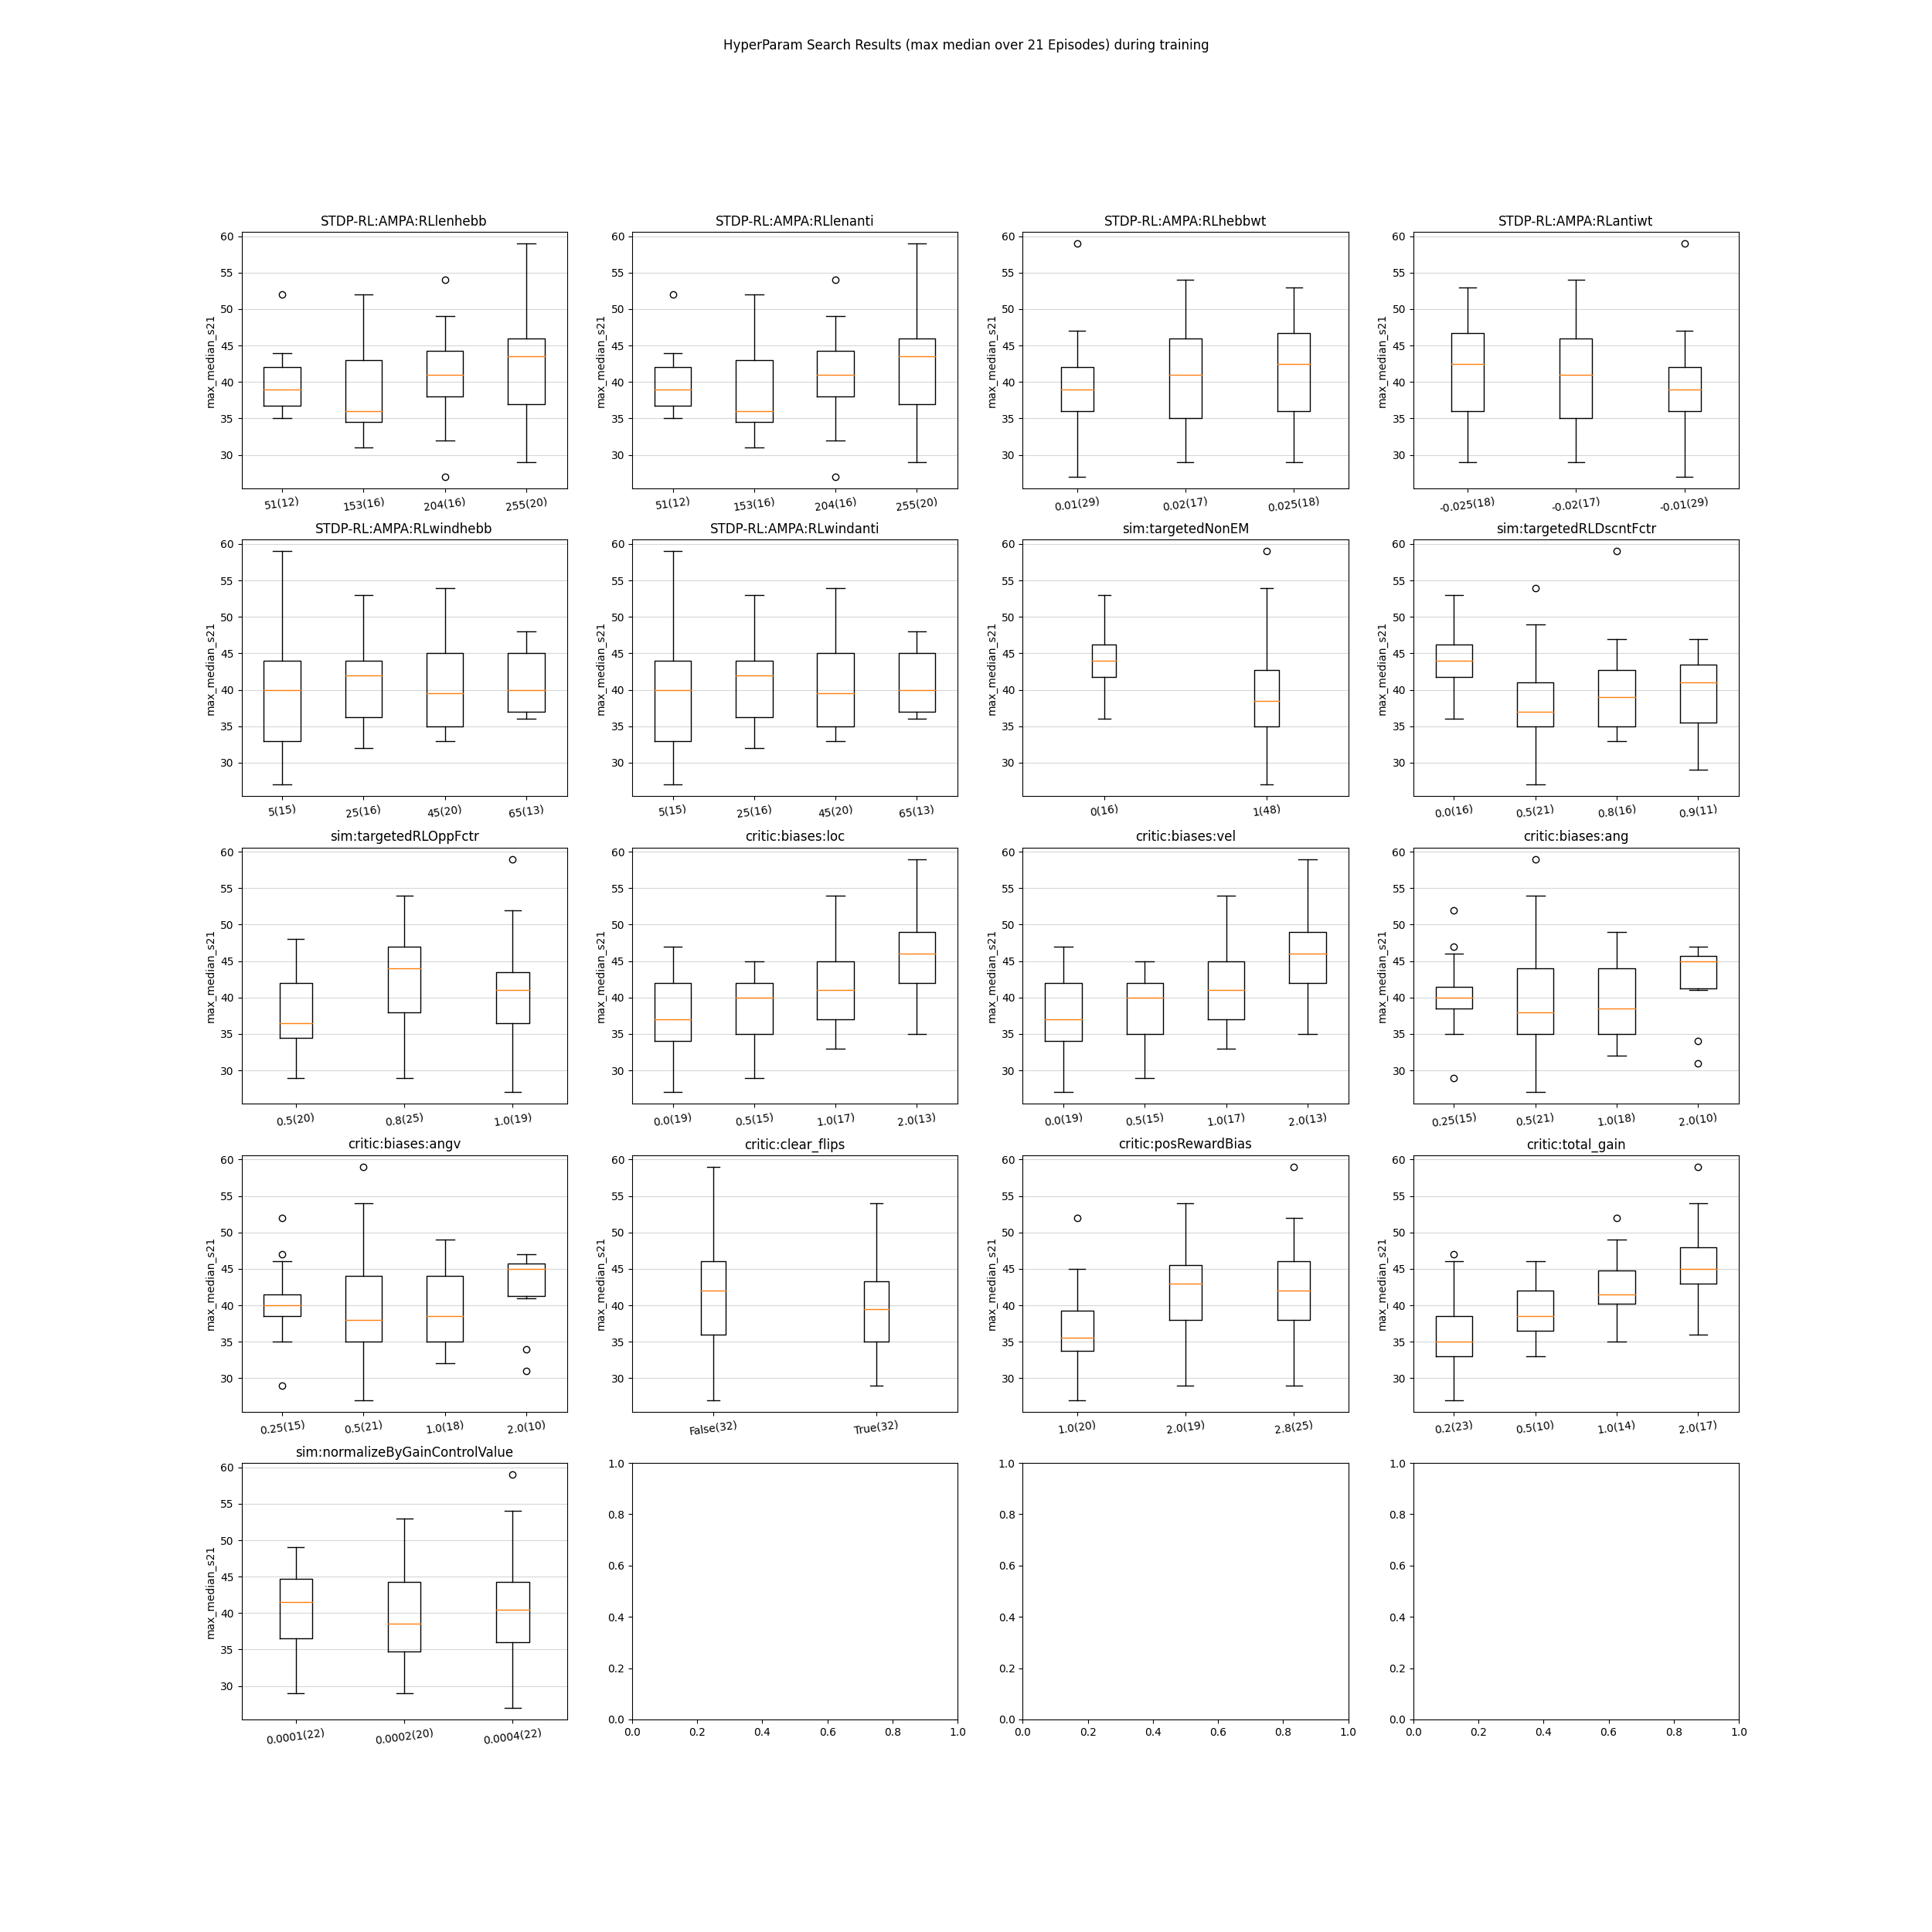 HyperParam Search Results (max median over 21 Episodes) during training
STDP-RL:AMPA:RLlenhebb
max_median_s21
60
55
50
45
40
35
30
51(12) 153(16) 204(16) 255(20)
STDP-RL:AMPA:RLlenanti
max_median_s21
60
55
50
45
40
35
30
51(12) 153(16) 204(16) 255(20)
STDP-RL:AMPA:RLhebbwt
max_median_s21
60
55
50
45
40
35
30
0.01(29) 0.02(17) 0.025(18)
STDP-RL:AMPA:RLantiwt
max_median_s21
60
55
50
45
40
35
30
-0.025(18) -0.02(17) -0.01(29)
STDP-RL:AMPA:RLwindhebb
max_median_s21
60
55
50
45
40
35
30
5(15) 25(16) 45(20) 65(13)
STDP-RL:AMPA:RLwindanti
max_median_s21
60
55
50
45
40
35
30
5(15) 25(16) 45(20) 65(13)
sim:targetedNonEM
max_median_s21
60
55
50
45
40
35
30
0(16) 1(48)
sim:targetedRLDscntFctr
max_median_s21
60
55
50
45
40
35
30
0.0(16) 0.5(21) 0.8(16) 0.9(11)
sim:targetedRLOppFctr
max_median_s21
60
55
50
45
40
35
30
0.5(20) 0.8(25) 1.0(19)
critic:biases:loc
max_median_s21
60
55
50
45
40
35
30
0.0(19) 0.5(15) 1.0(17) 2.0(13)
critic:biases:vel
max_median_s21
60
55
50
45
40
35
30
0.0(19) 0.5(15) 1.0(17) 2.0(13)
critic:biases:ang
max_median_s21
60
55
50
45
40
35
30
0.25(15) 0.5(21) 1.0(18) 2.0(10)
critic:biases:angv
max_median_s21
60
55
50
45
40
35
30
0.25(15) 0.5(21) 1.0(18) 2.0(10)
critic:clear_flips
max_median_s21
60
55
50
45
40
35
30
False(32) True(32)
critic:posRewardBias
max_median_s21
60
55
50
45
40
35
30
1.0(20) 2.0(19) 2.8(25)
critic:total_gain
max_median_s21
60
55
50
45
40
35
30
0.2(23) 0.5(10) 1.0(14) 2.0(17)
sim:normalizeByGainControlValue
max_median_s21
60
55
50
45
40
35
30
0.0001(22) 0.0002(20) 0.0004(22)
1.0
0.8
0.6
0.4
0.2
0.0
0.0 0.2 0.4 0.6 0.8 1.0
1.0
0.8
0.6
0.4
0.2
0.0
0.0 0.2 0.4 0.6 0.8 1.0
1.0
0.8
0.6
0.4
0.2
0.0
0.0 0.2 0.4 0.6 0.8 1.0